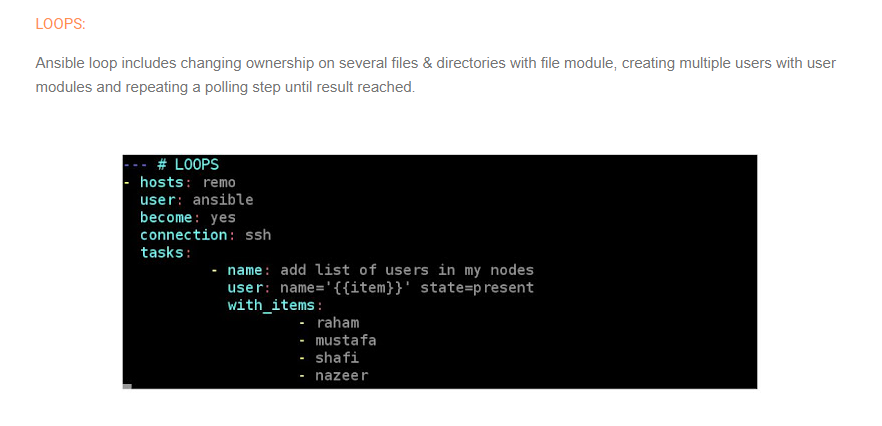 LOOPS:
Ansible loop includes changing ownership on several files & directories with file module, creating multiple users with user
modules and repeating a polling step until result reached.
--- # LOOPS
- hosts: remo
  user: ansible
  become: yes
  connection: ssh
  tasks:
          - name: add list of users in my nodes
            user: name='{{item}}' state=present
            with_items:
                    - raham
                    - mustafa
                    - shafi
                    - nazeer